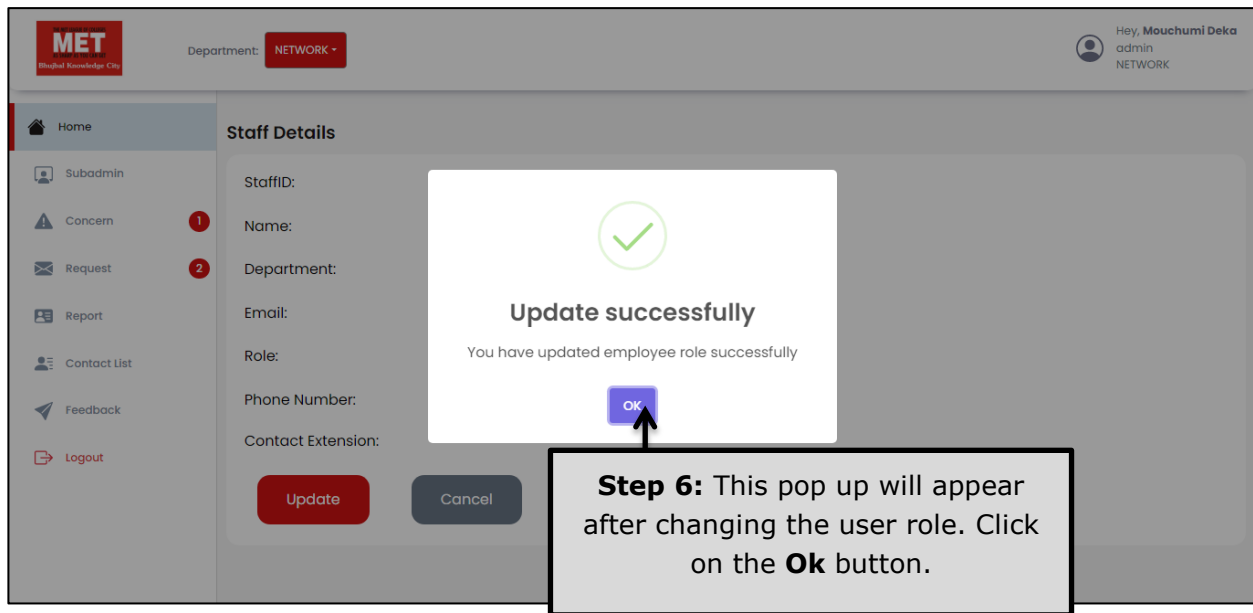 MET
Bhujbal Knowledge City
Department: NETWORK
Hey, Mouchumi Deka
admin
NETWORK
Home
Subadmin
Concern 1
Request 2
Report
Contact List
Feedback
Logout
Staff Details
StaffID:
Name:
Department:
Email:
Role:
Phone Number:
Contact Extension:
Update Cancel
Update successfully
You have updated employee role successfully
OK
Step 6: This pop up will appear
after changing the user role. Click
on the Ok button.